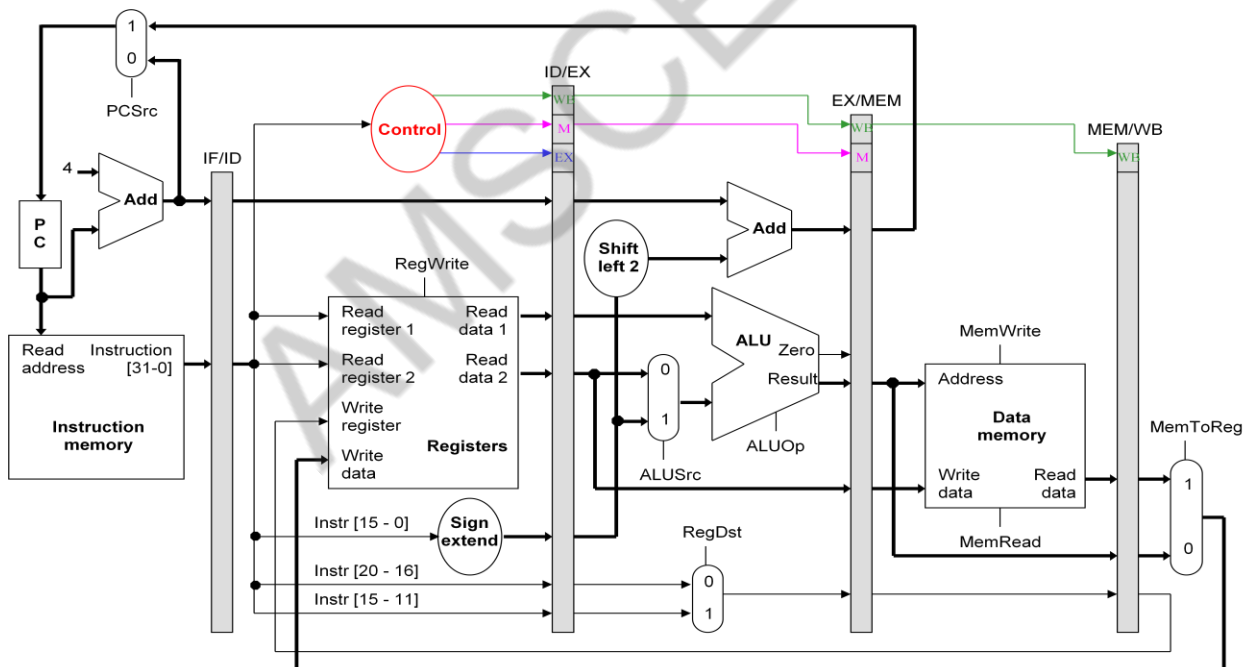 1
0
PCSrc
ID/EX
WB
M
EX
EX/MEM
WB
M
MEM/WB
WB
Control
IF/ID
4
Add
P
C
Add
Shift
left 2
RegWrite
Read
address
Instruction
[31-0]
Instruction
memory
Read
register 1
Read
data 1
Read
register 2
Read
data 2
Write
register
Write
data
Registers
0
1
ALUSrc
ALU
Zero
Result
ALUOp
MemWrite
Address
Data
memory
Write
data
Read
data
MemRead
MemToReg
1
0
Instr [15 - 0]
Sign
extend
RegDst
Instr [20 - 16]
0
Instr [15 - 11]
1
AMSCE